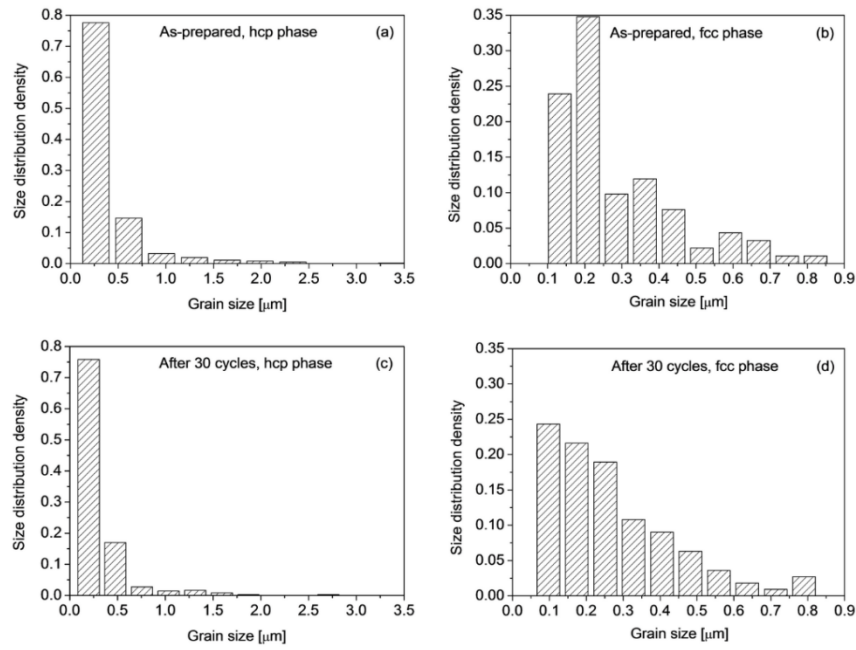 As-prepared, hcp phase (a)
Size distribution density
0.8
0.7
0.6
0.5
0.4
0.3
0.2
0.1
0.0
0.0 0.5 1.0 1.5 2.0 2.5 3.0 3.5
Grain size [μm]
As-prepared, fcc phase (b)
Size distribution density
0.35
0.30
0.25
0.20
0.15
0.10
0.05
0.00
0.0 0.1 0.2 0.3 0.4 0.5 0.6 0.7 0.8 0.9
Grain size [μm]
After 30 cycles, hcp phase (c)
Size distribution density
0.8
0.7
0.6
0.5
0.4
0.3
0.2
0.1
0.0
0.0 0.5 1.0 1.5 2.0 2.5 3.0 3.5
Grain size [μm]
After 30 cycles, fcc phase (d)
Size distribution density
0.35
0.30
0.25
0.20
0.15
0.10
0.05
0.00
0.0 0.1 0.2 0.3 0.4 0.5 0.6 0.7 0.8 0.9
Grain size [μm]